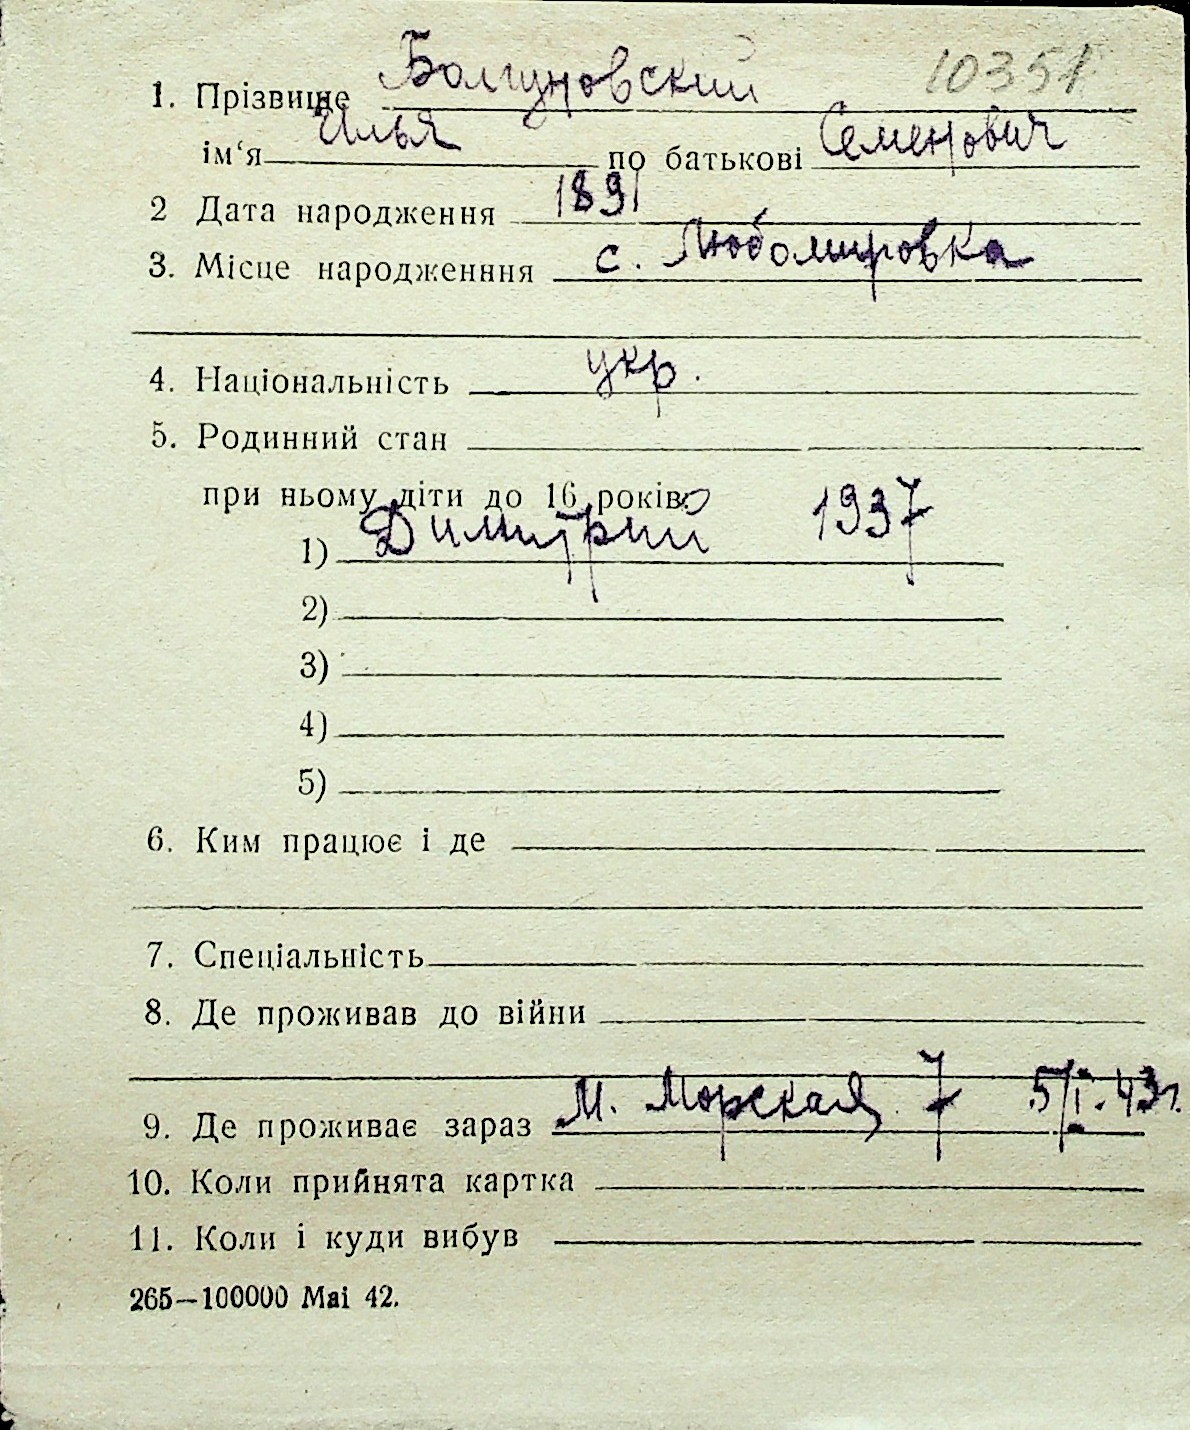 10351
1. Прізвище Болгуновский
ім‘я Илья по батькові Семенович
2 Дата народження 1891
3. Місце народженння с. Любомировка
4. Національність укр.
5. Родинний стан
при ньому діти до 16 років:
1) Димитрий 1937
2)
3)
4)
5)
6. Ким працює і де
7. Спеціальність
8. Де проживав до війни
9. Де проживає зараз М. Морская 7 5/I. 43г.
10. Коли прийнята картка
11. Коли і куди вибув
265—100000 Mai 42.